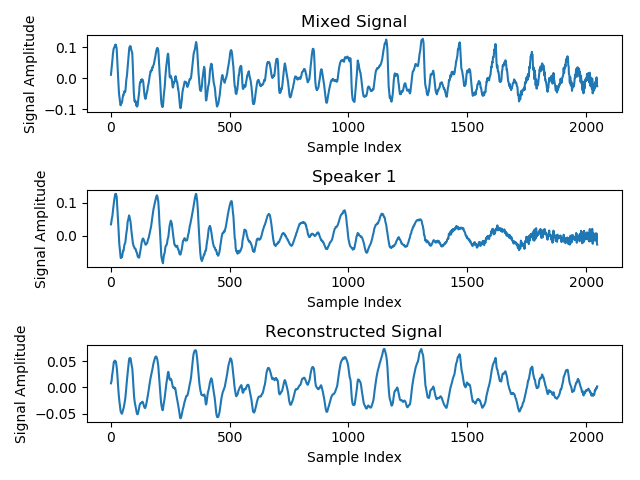 Mixed Signal
Signal Amplitude
0.1
0.0
−0.1
0
500
1000
1500
2000
Sample Index
Speaker 1
Signal Amplitude
0.1
0.0
0
500
1000
1500
2000
Sample Index
Reconstructed Signal
Signal Amplitude
0.05
0.00
−0.05
0
500
1000
1500
2000
Sample Index